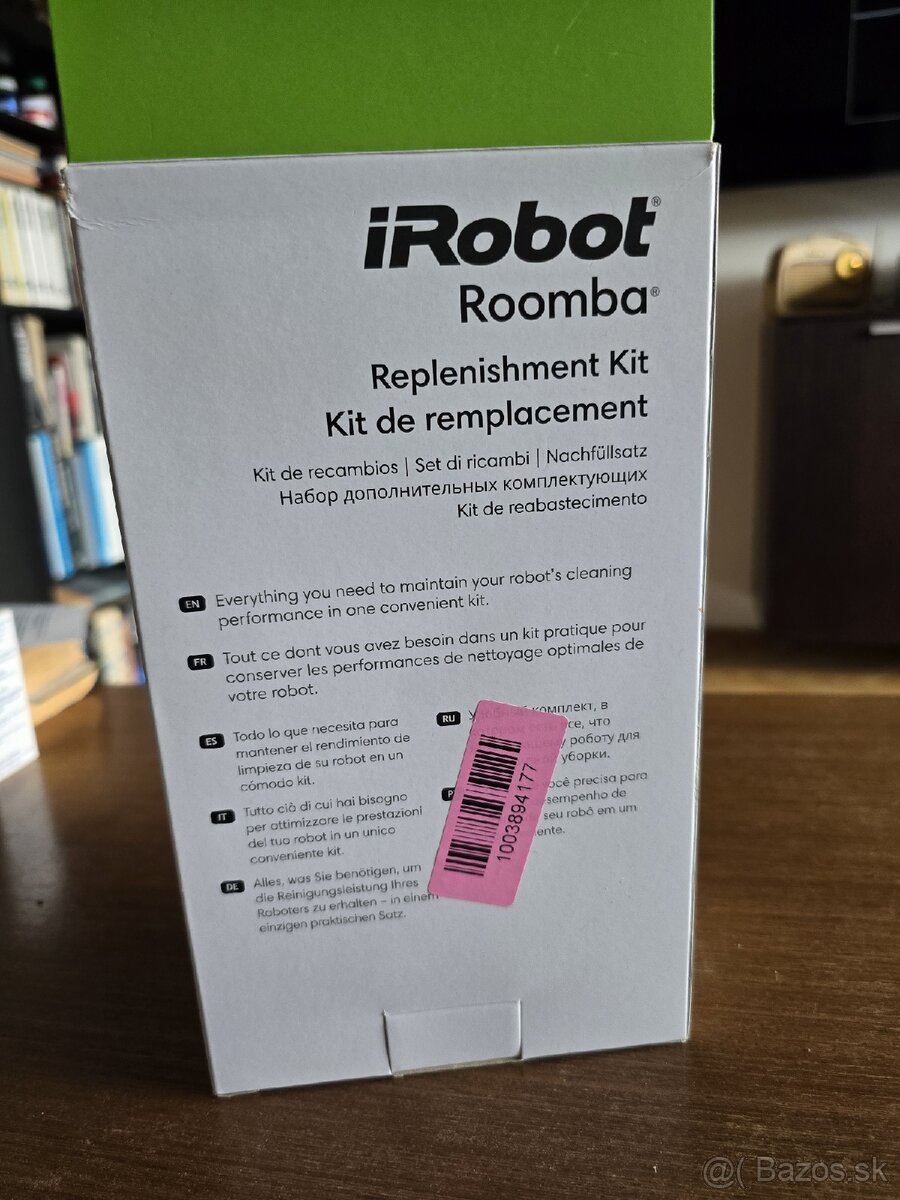 iRobot®
Roomba®
Replenishment Kit
Kit de remplacement
Kit de recambios | Set di ricambi | Nachfüllsatz
Набор дополнительных комплектующих
Kit de reabastecimento
EN Everything you need to maintain your robot's cleaning
performance in one convenient kit.
FR Tout ce dont vous avez besoin dans un kit pratique pour
conserver les performances de nettoyage optimales de
votre robot.
ES Todo lo que necesita para
mantener el rendimiento de
limpieza de su robot en un
cómodo kit.
IT Tutto ciò di cui hai bisogno
per ottimizzare le prestazioni
del tuo robot in un unico
conveniente kit.
DE Alles, was Sie benötigen, um
die Reinigungsleistung Ihres
Roboters zu erhalten – in einem
einzigen praktischen Satz.
RU комплект, в
все, что
роботу для
уборки.
você precisa para
seu robô em um
1003894177
@( Bazos.sk